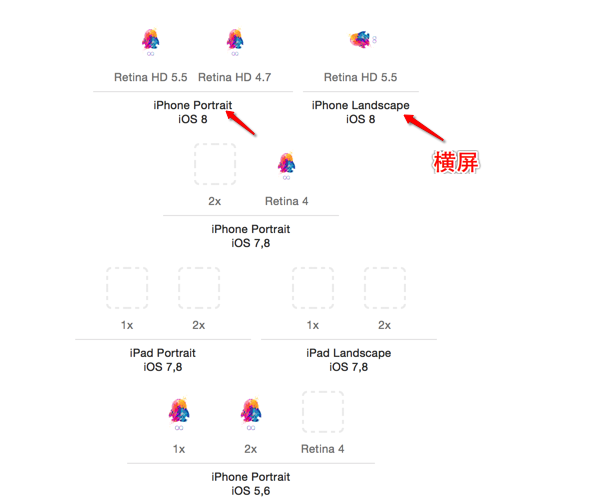 Retina HD 5.5 Retina HD 4.7 Retina HD 5.5
iPhone Portrait iPhone Landscape
iOS 8 iOS 8
横屏
2x Retina 4
iPhone Portrait
iOS 7,8
1x 2x 1x 2x
iPad Portrait iPad Landscape
iOS 7,8 iOS 7,8
QQ QQ
1x 2x Retina 4
iPhone Portrait
iOS 5,6